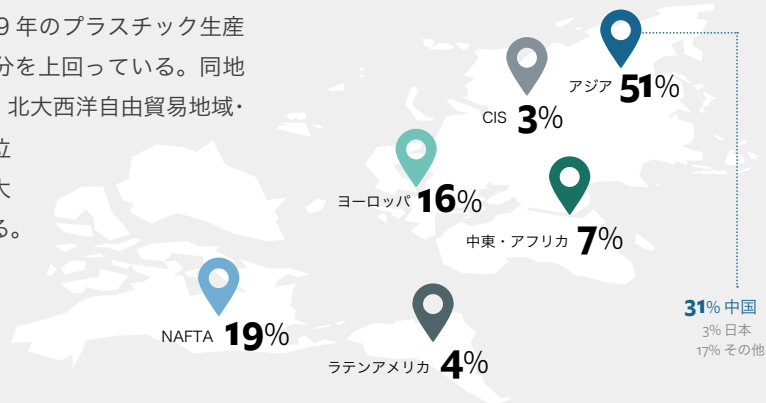 9 年のプラスチック生産
分を上回っている。同地
北大西洋自由貿易地域・
位
大
る。
アジア 51%
CIS 3%
ヨーロッパ 16%
中東・アフリカ 7%
31% 中国
3% 日本
17% その他
NAFTA 19%
ラテンアメリカ 4%